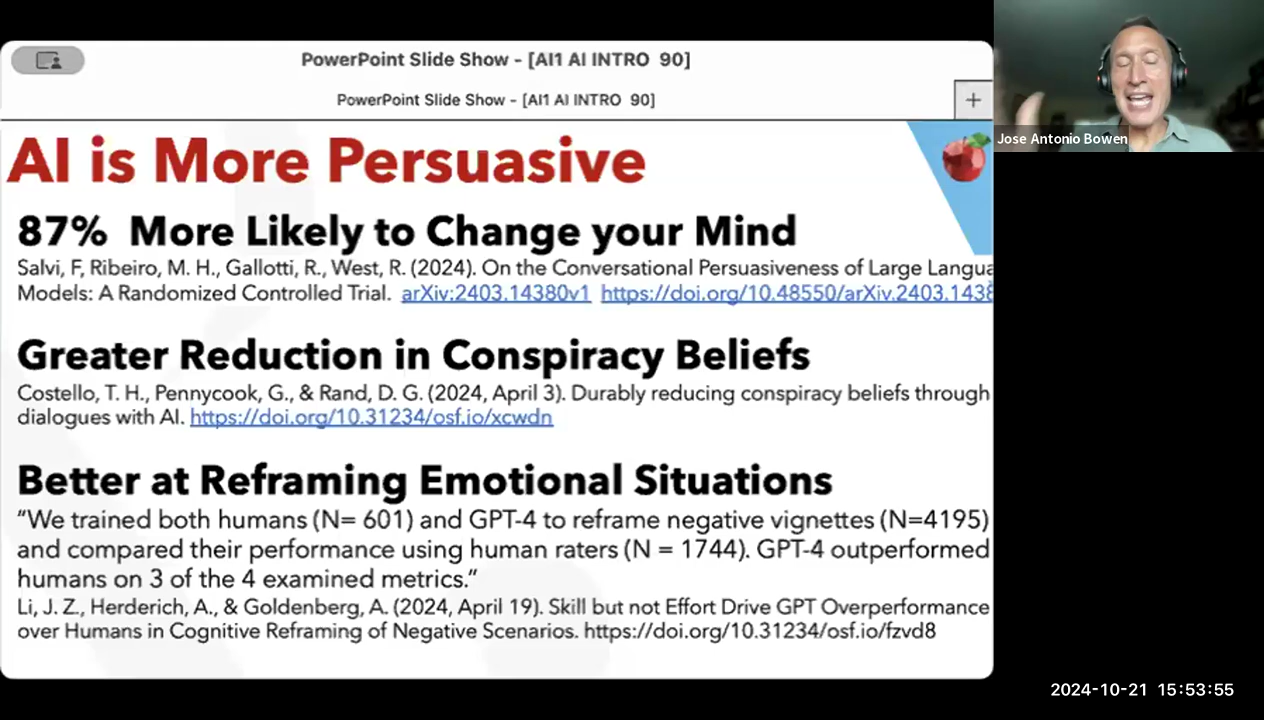 PowerPoint Slide Show - [AI1 AI INTRO 90]
PowerPoint Slide Show - [AI1 AI INTRO 90]
+
Jose Antonio Bowen
AI is More Persuasive
87% More Likely to Change your Mind
Salvi, F, Ribeiro, M. H., Gallotti, R., West, R. (2024). On the Conversational Persuasiveness of Large Langua
Models: A Randomized Controlled Trial. arXiv:2403.14380v1 https://doi.org/10.48550/arXiv.2403.1438
Greater Reduction in Conspiracy Beliefs
Costello, T. H., Pennycook, G., & Rand, D. G. (2024, April 3). Durably reducing conspiracy beliefs through
dialogues with AI. https://doi.org/10.31234/osf.io/xcwdn
Better at Reframing Emotional Situations
“We trained both humans (N= 601) and GPT-4 to reframe negative vignettes (N=4195)
and compared their performance using human raters (N = 1744). GPT-4 outperformed
humans on 3 of the 4 examined metrics.”
Li, J. Z., Herderich, A., & Goldenberg, A. (2024, April 19). Skill but not Effort Drive GPT Overperformance
over Humans in Cognitive Reframing of Negative Scenarios. https://doi.org/10.31234/osf.io/fzvd8
2024-10-21 15:53:55